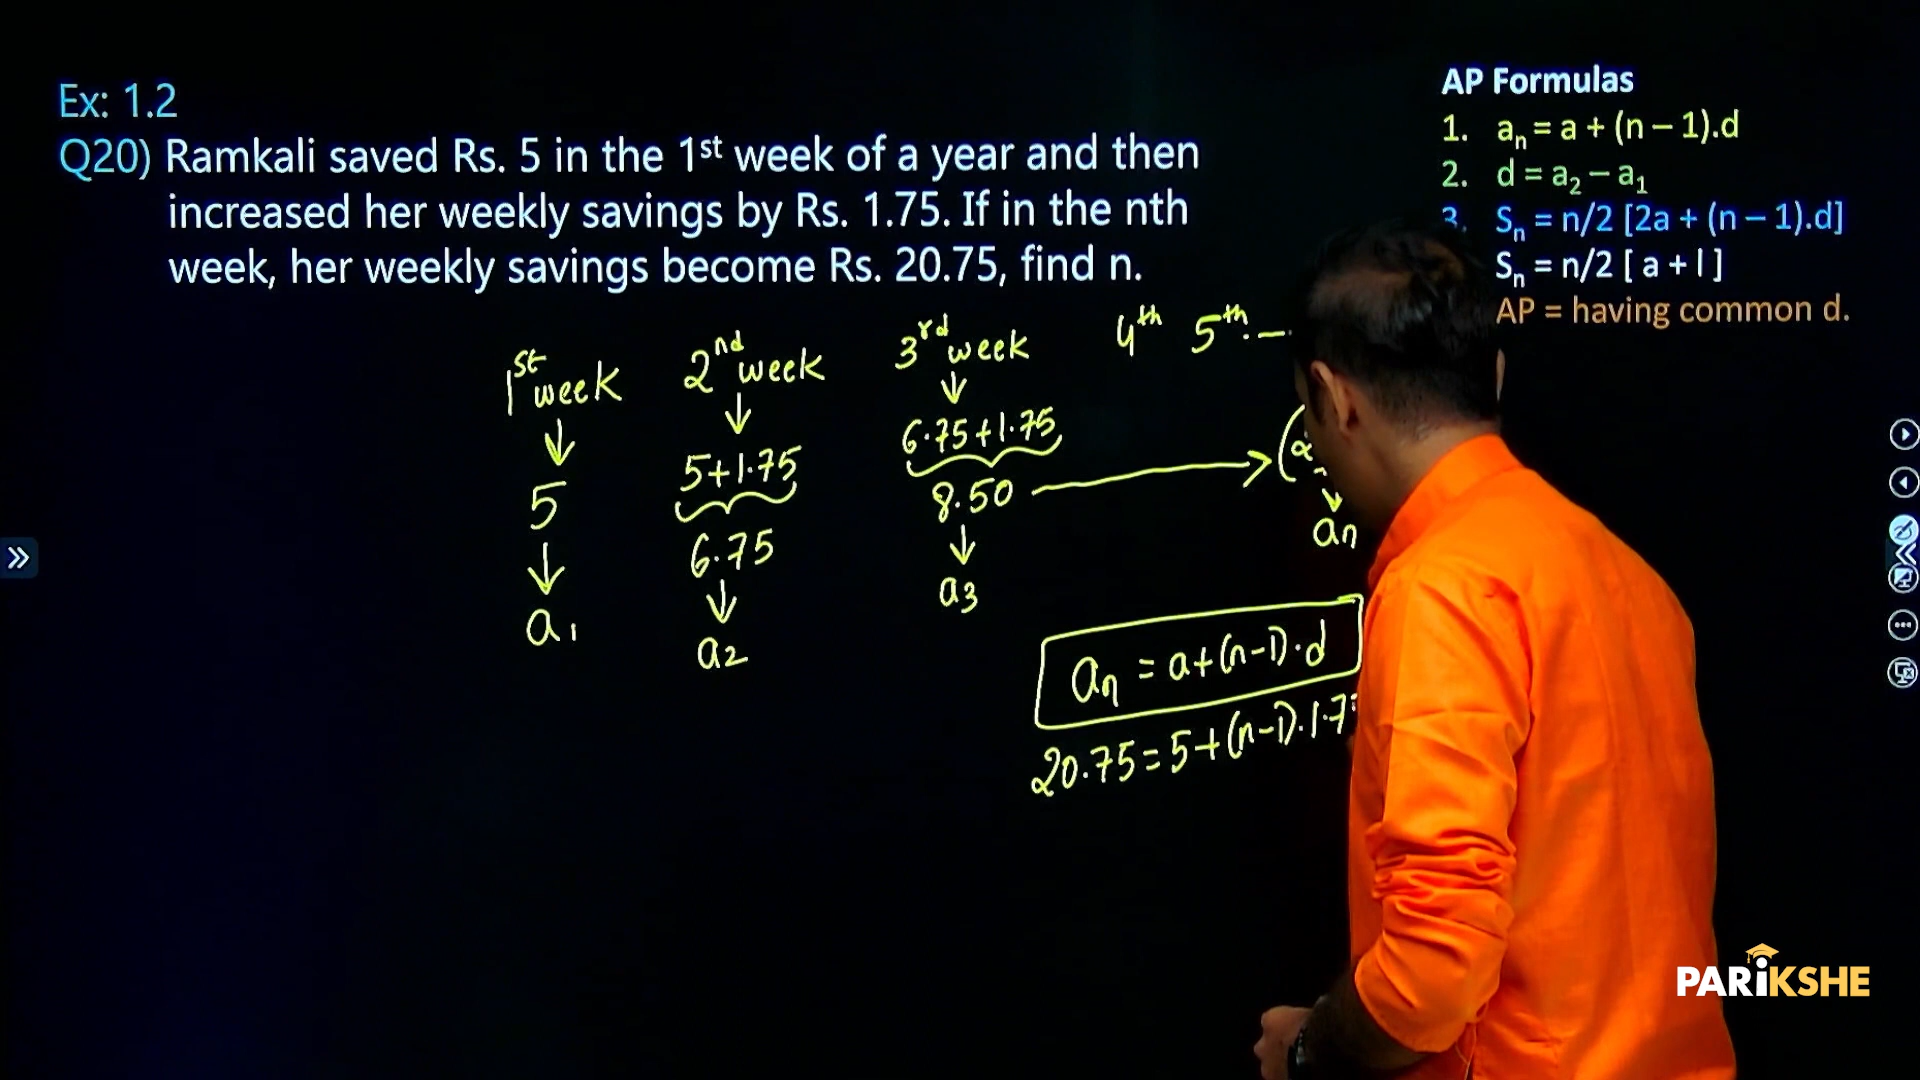 Ex: 1.2
Q20) Ramkali saved Rs. 5 in the 1st week of a year and then
increased her weekly savings by Rs. 1.75. If in the nth
week, her weekly savings become Rs. 20.75, find n.
AP Formulas
1. an = a + (n – 1).d
2. d = a2 – a1
3. Sn = n/2 [2a + (n – 1).d]
Sn = n/2 [ a + l ]
AP = having common d.
1st week 2nd week 3rd week 4th 5th. –
↓ ↓ ↓
5 5+1.75 6.75+1.75
6.75 8.50 → (2
↓ ↓ ↓ ↓
a1 a2 a3 an
an = a+(n-1).d
20.75 = 5+(n-1).1.7
PARiKSHE